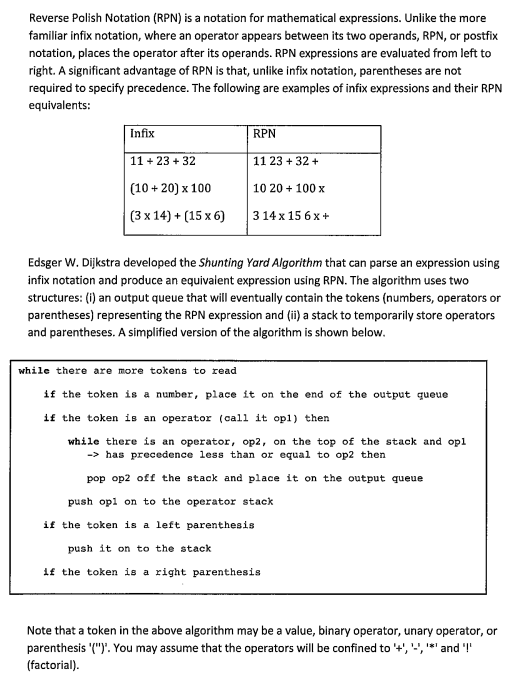 Reverse Polish Notation (RPN) is a notation for mathematical expressions. Unlike the more
familiar infix notation, where an operator appears between its two operands, RPN, or postfix
notation, places the operator after its operands. RPN expressions are evaluated from left to
right. A significant advantage of RPN is that, unlike infix notation, parentheses are not
required to specify precedence. The following are examples of infix expressions and their RPN
equivalents:
Infix RPN
11 + 23 + 32 11 23 + 32 +
(10 + 20) x 100 10 20 + 100 x
(3 x 14) + (15 x 6) 3 14 x 15 6 x +
Edsger W. Dijkstra developed the Shunting Yard Algorithm that can parse an expression using
infix notation and produce an equivalent expression using RPN. The algorithm uses two
structures: (i) an output queue that will eventually contain the tokens (numbers, operators or
parentheses) representing the RPN expression and (ii) a stack to temporarily store operators
and parentheses. A simplified version of the algorithm is shown below.
while there are more tokens to read
if the token is a number, place it on the end of the output queue
if the token is an operator (call it op1) then
while there is an operator, op2, on the top of the stack and op1
-> has precedence less than or equal to op2 then
pop op2 off the stack and place it on the output queue
push op1 on to the operator stack
if the token is a left parenthesis
push it on to the stack
if the token is a right parenthesis
Note that a token in the above algorithm may be a value, binary operator, unary operator, or
parenthesis '(")'. You may assume that the operators will be confined to '+', '-', '*' and '!'
(factorial).